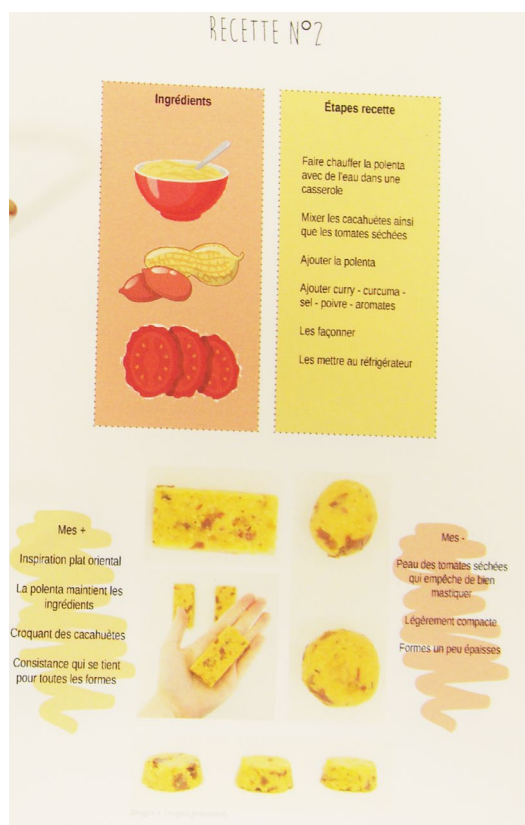 RECETTE N°2
Ingrédients
Étapes recette
Faire chauffer la polenta
avec de l'eau dans une
casserole
Mixer les cacahuètes ainsi
que les tomates séchées
Ajouter la polenta
Ajouter curry - curcuma -
sel - poivre - aromates
Les façonner
Les mettre au réfrigérateur
Mes +
Inspiration plat oriental
La polenta maintient les
ingrédients
Croquant des cacahuètes
Consistance qui se tient
pour toutes les formes
Mes -
Peau des tomates séchées
qui empêche de bien
mastiquer
Légèrement compacte
Formes un peu épaisses